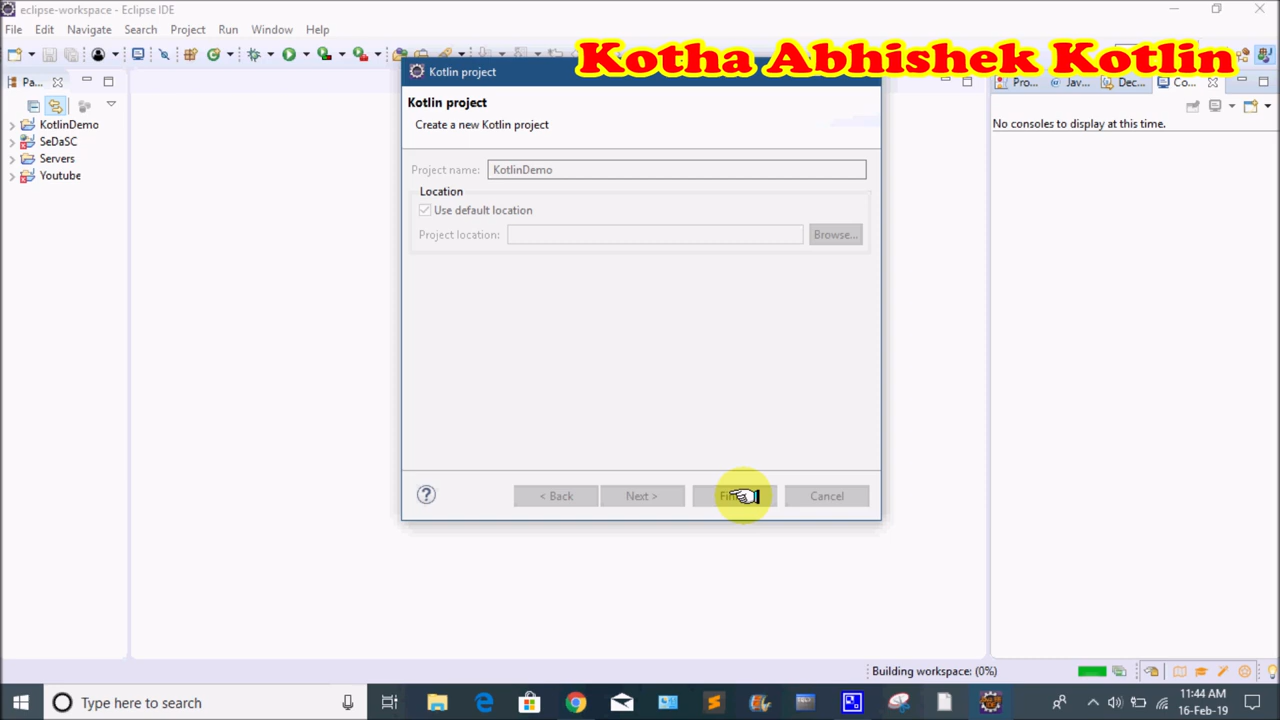 eclipse-workspace - Eclipse IDE
File Edit Navigate Search Project Run Window Help
Kotha Abhishek Kotlin
Pa...
KotlinDemo
SeDaSC
Servers
Youtube
Kotlin project
Kotlin project
Create a new Kotlin project
Project name: KotlinDemo
Location
Use default location
Project location: Browse...
< Back Next > Cancel
Pro... Jav... Dec... Co...
No consoles to display at this time.
Building workspace: (0%)
Type here to search
11:44 AM
16-Feb-19